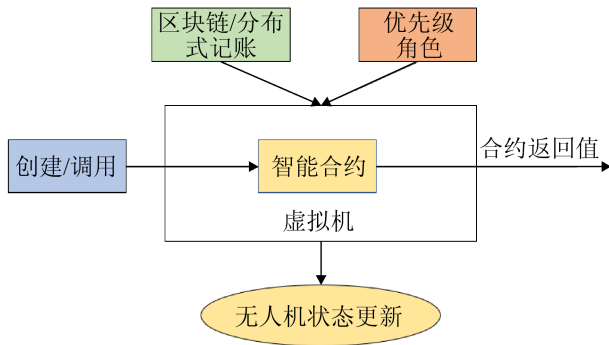 区块链/分布
式记账
优先级
角色
创建/调用
智能合约
合约返回值
虚拟机
无人机状态更新